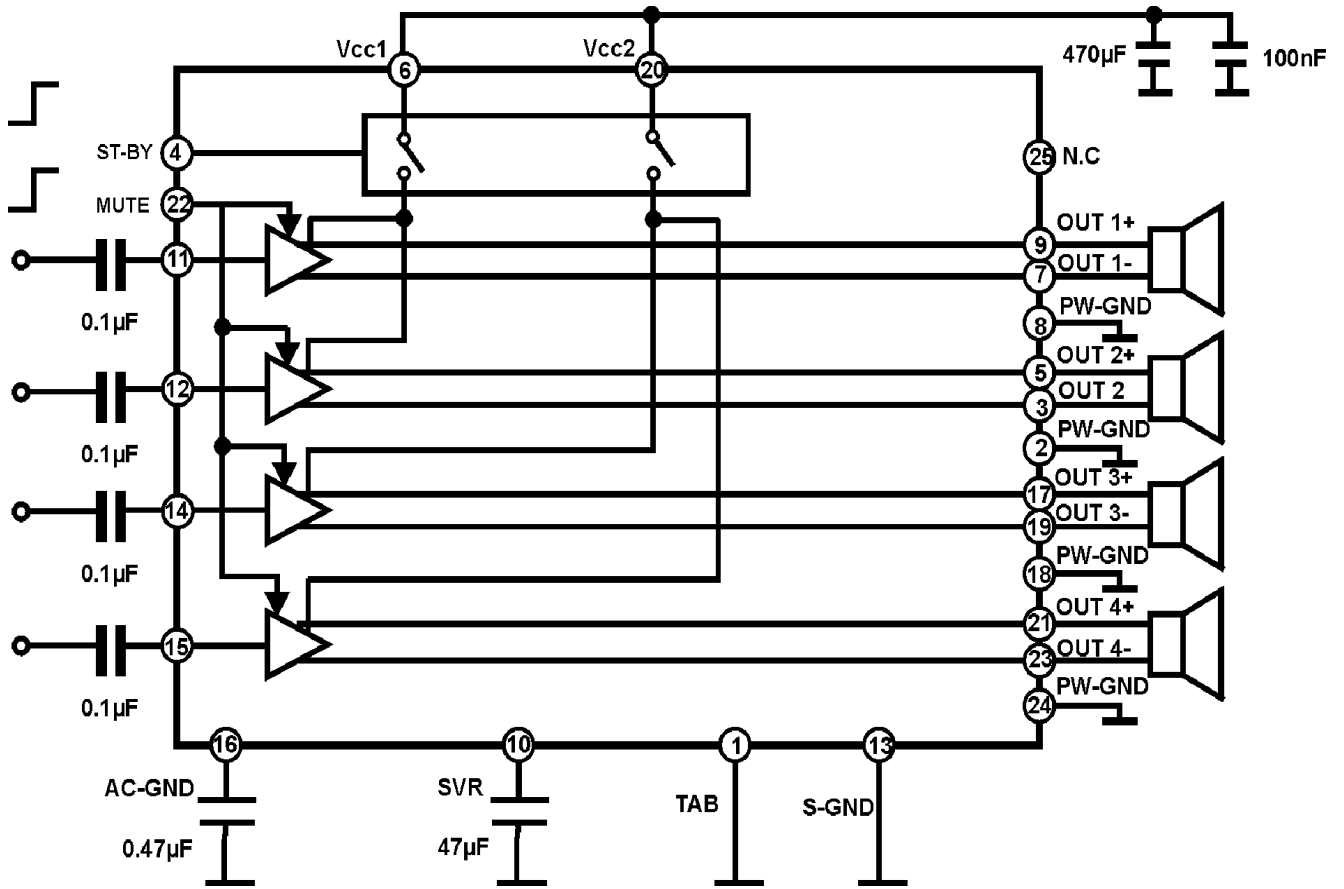 Vcc1
Vcc2
6
20
470µF
100nF
ST-BY
4
25
N.C
MUTE
22
11
9
OUT 1+
7
OUT 1-
0.1µF
8
PW-GND
12
5
OUT 2+
3
OUT 2
0.1µF
2
PW-GND
14
17
OUT 3+
19
OUT 3-
0.1µF
18
PW-GND
15
21
OUT 4+
23
OUT 4-
0.1µF
24
PW-GND
16
10
1
13
AC-GND
SVR
TAB
S-GND
0.47µF
47µF